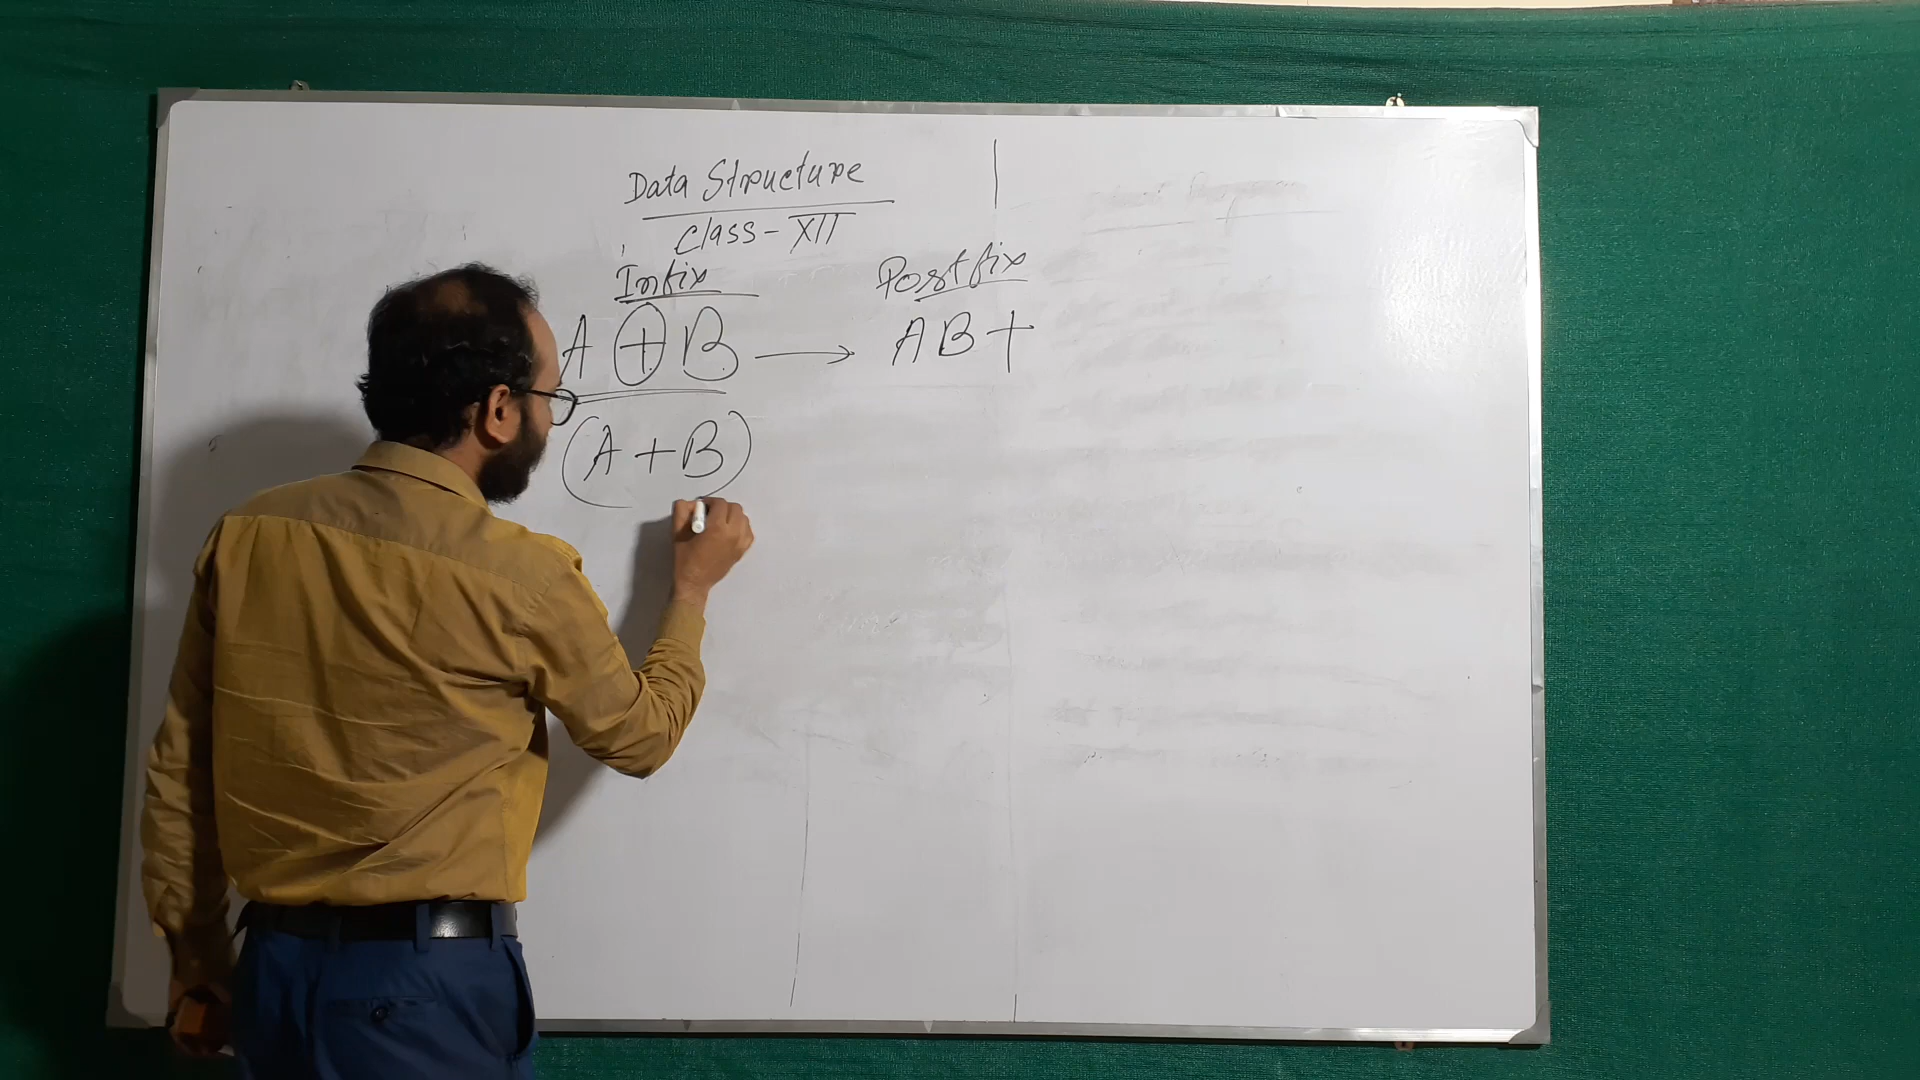 Data Structure
Class - XII
Infix Postfix
A + B → AB+
(A + B)